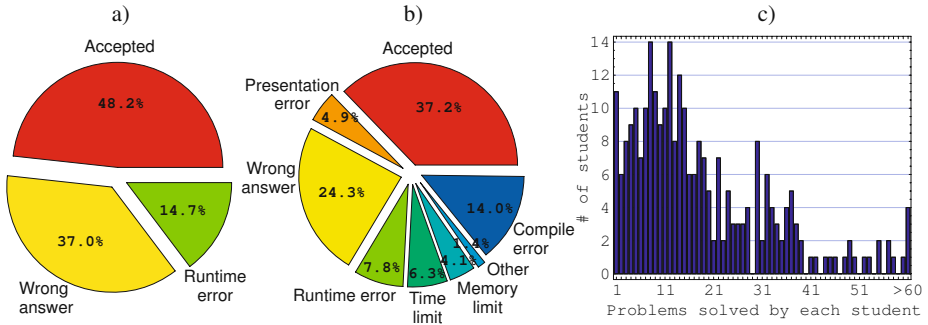 a)
Accepted
48.2%
37.0%
14.7%
Wrong
answer
Runtime
error
b)
Accepted
Presentation
error
37.2%
4.9%
Wrong
answer
24.3%
14.0%
Compile
error
1.4%
Other
4.1%
Memory
limit
7.8%
Runtime error
6.3%
Time
limit
c)
# of students
14
12
10
8
6
4
2
0
1 11 21 31 41 51 >60
Problems solved by each student